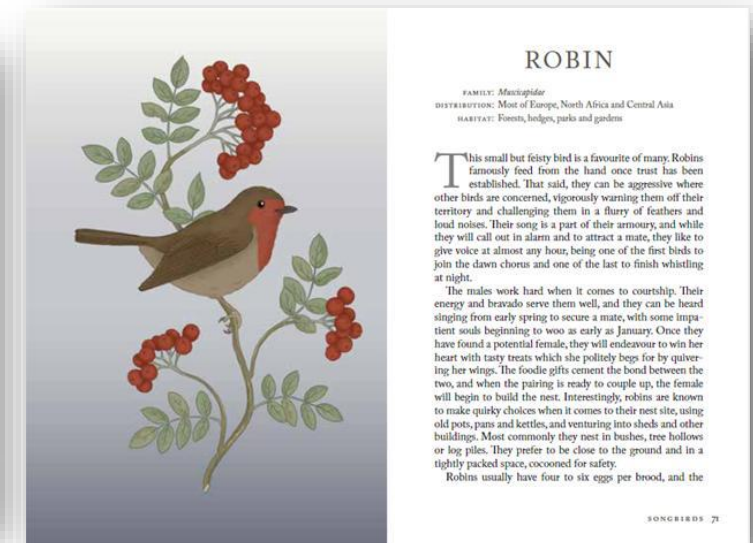 ROBIN
FAMILY: Muscicapidae
DISTRIBUTION: Most of Europe, North Africa and Central Asia
HABITAT: Forests, hedges, parks and gardens
This small but feisty bird is a favourite of many. Robins
famously feed from the hand once trust has been
established. That said, they can be aggressive where
other birds are concerned, vigorously warning them off their
territory and challenging them in a flurry of feathers and
loud noises. Their song is a part of their armoury, and while
they will call out in alarm and to attract a mate, they like to
give voice at almost any hour, being one of the first birds to
join the dawn chorus and one of the last to finish whistling
at night.
The males work hard when it comes to courtship. Their
energy and bravado serve them well, and they can be heard
singing from early spring to secure a mate, with some impa-
tient souls beginning to woo as early as January. Once they
have found a potential female, they will endeavour to win her
heart with tasty treats which she politely begs for by quiver-
ing her wings. The foodie gifts cement the bond between the
two, and when the pairing is ready to couple up, the female
will begin to build the nest. Interestingly, robins are known
to make quirky choices when it comes to their nest site, using
old pots, pans and kettles, and venturing into sheds and other
buildings. Most commonly they nest in bushes, tree hollows
or log piles. They prefer to be close to the ground and in a
tightly packed space, cocooned for safety.
Robins usually have four to six eggs per brood, and the
SONGBIRDS 71